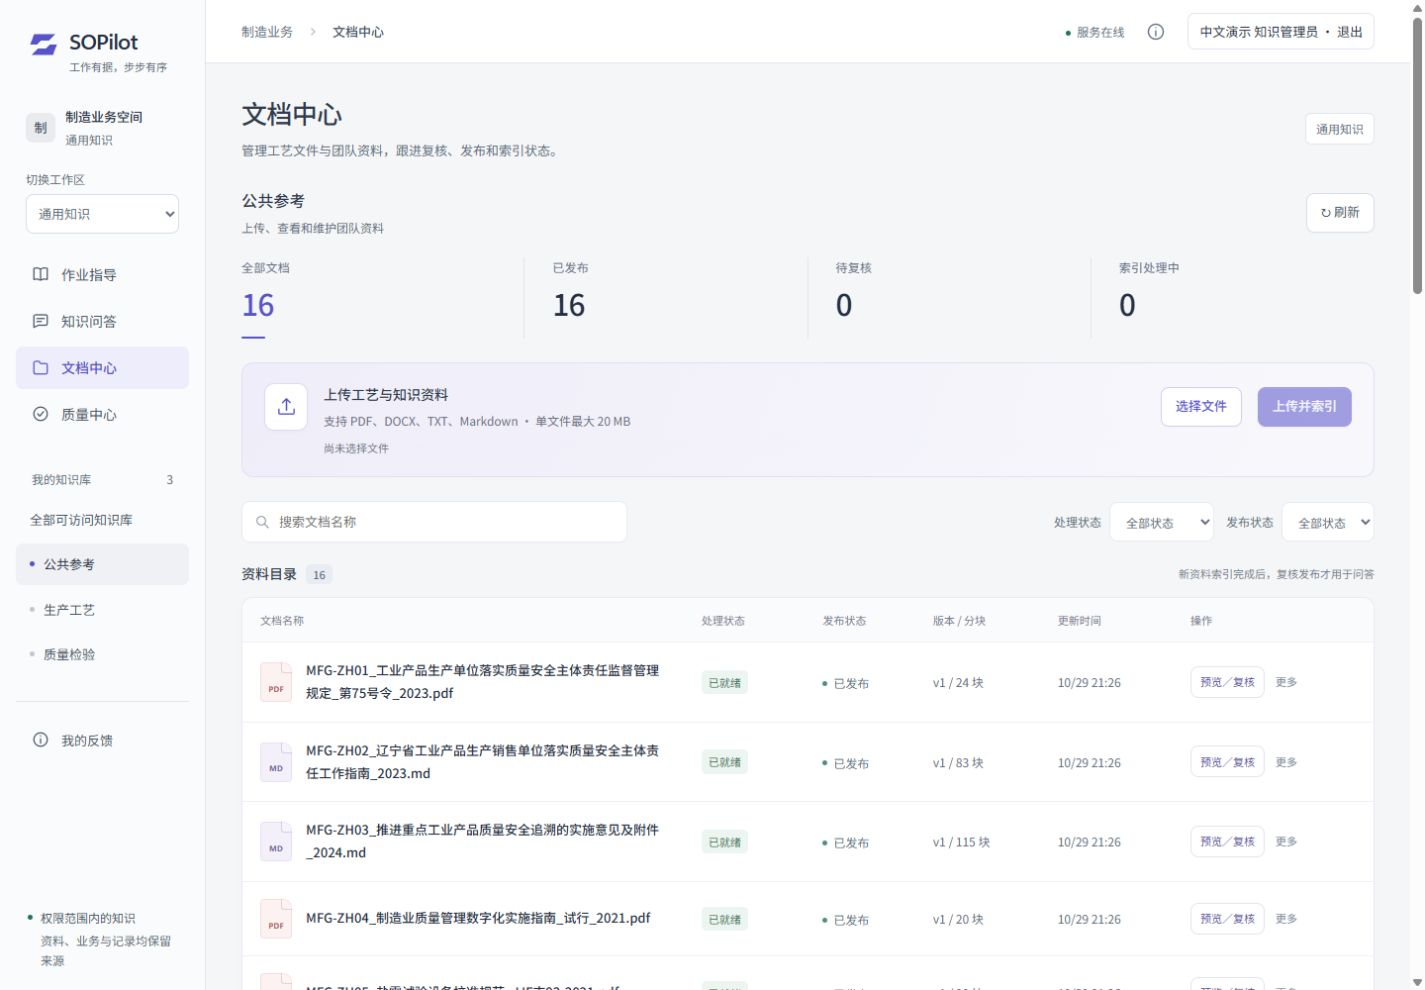 SOPilot
工作有据，步步有序
制
制造业务空间
通用知识
切换工作区
通用知识
作业指导
知识问答
文档中心
质量中心
我的知识库 3
全部可访问知识库
公共参考
生产工艺
质量检验
我的反馈
权限范围内的知识
资料、业务与记录均保留
来源
制造业务 > 文档中心
服务在线
中文演示 知识管理员 · 退出
文档中心
管理工艺文件与团队资料，跟进复核、发布和索引状态。
通用知识
公共参考
上传、查看和维护团队资料
刷新
全部文档 已发布 待复核 索引处理中
16 16 0 0
上传工艺与知识资料
支持 PDF、DOCX、TXT、Markdown · 单文件最大 20 MB
尚未选择文件
选择文件 上传并索引
搜索文档名称
处理状态 全部状态 发布状态 全部状态
资料目录 16
新资料索引完成后，复核发布才用于问答
文档名称 处理状态 发布状态 版本 / 分块 更新时间 操作
PDF MFG-ZH01_工业产品生产单位落实质量安全主体责任监督管理
规定_第75号令_2023.pdf
已就绪 已发布 v1 / 24 块 10/29 21:26 预览／复核 更多
MD MFG-ZH02_辽宁省工业产品生产销售单位落实质量安全主体责
任工作指南_2023.md
已就绪 已发布 v1 / 83 块 10/29 21:26 预览／复核 更多
MD MFG-ZH03_推进重点工业产品质量安全追溯的实施意见及附件
_2024.md
已就绪 已发布 v1 / 115 块 10/29 21:26 预览／复核 更多
PDF MFG-ZH04_制造业质量管理数字化实施指南_试行_2021.pdf
已就绪 已发布 v1 / 20 块 10/29 21:26 预览／复核 更多